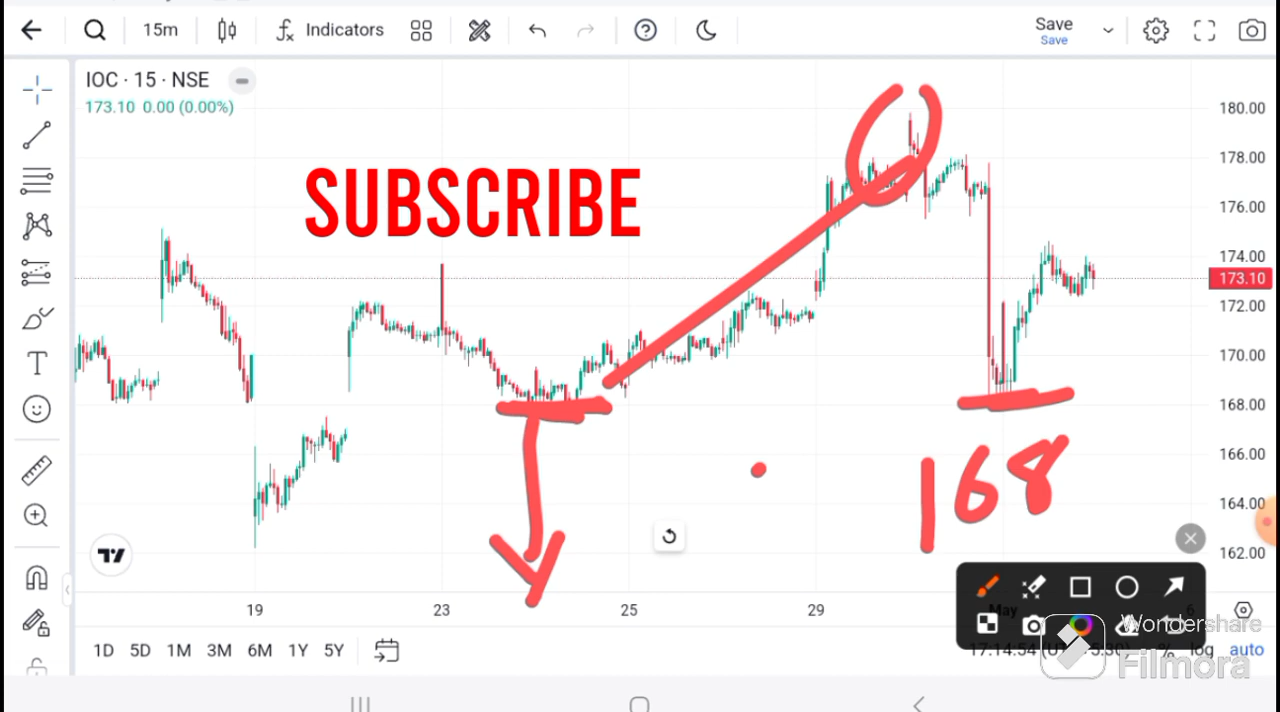 15m Indicators Save
Save
IOC · 15 · NSE
173.10 0.00 (0.00%)
SUBSCRIBE
180.00
178.00
176.00
174.00
173.10
172.00
170.00
168.00
166.00
164.00
162.00
168
19 23 25 29 May 6
1D 5D 1M 3M 6M 1Y 5Y
% log auto
Wondershare
Filmora